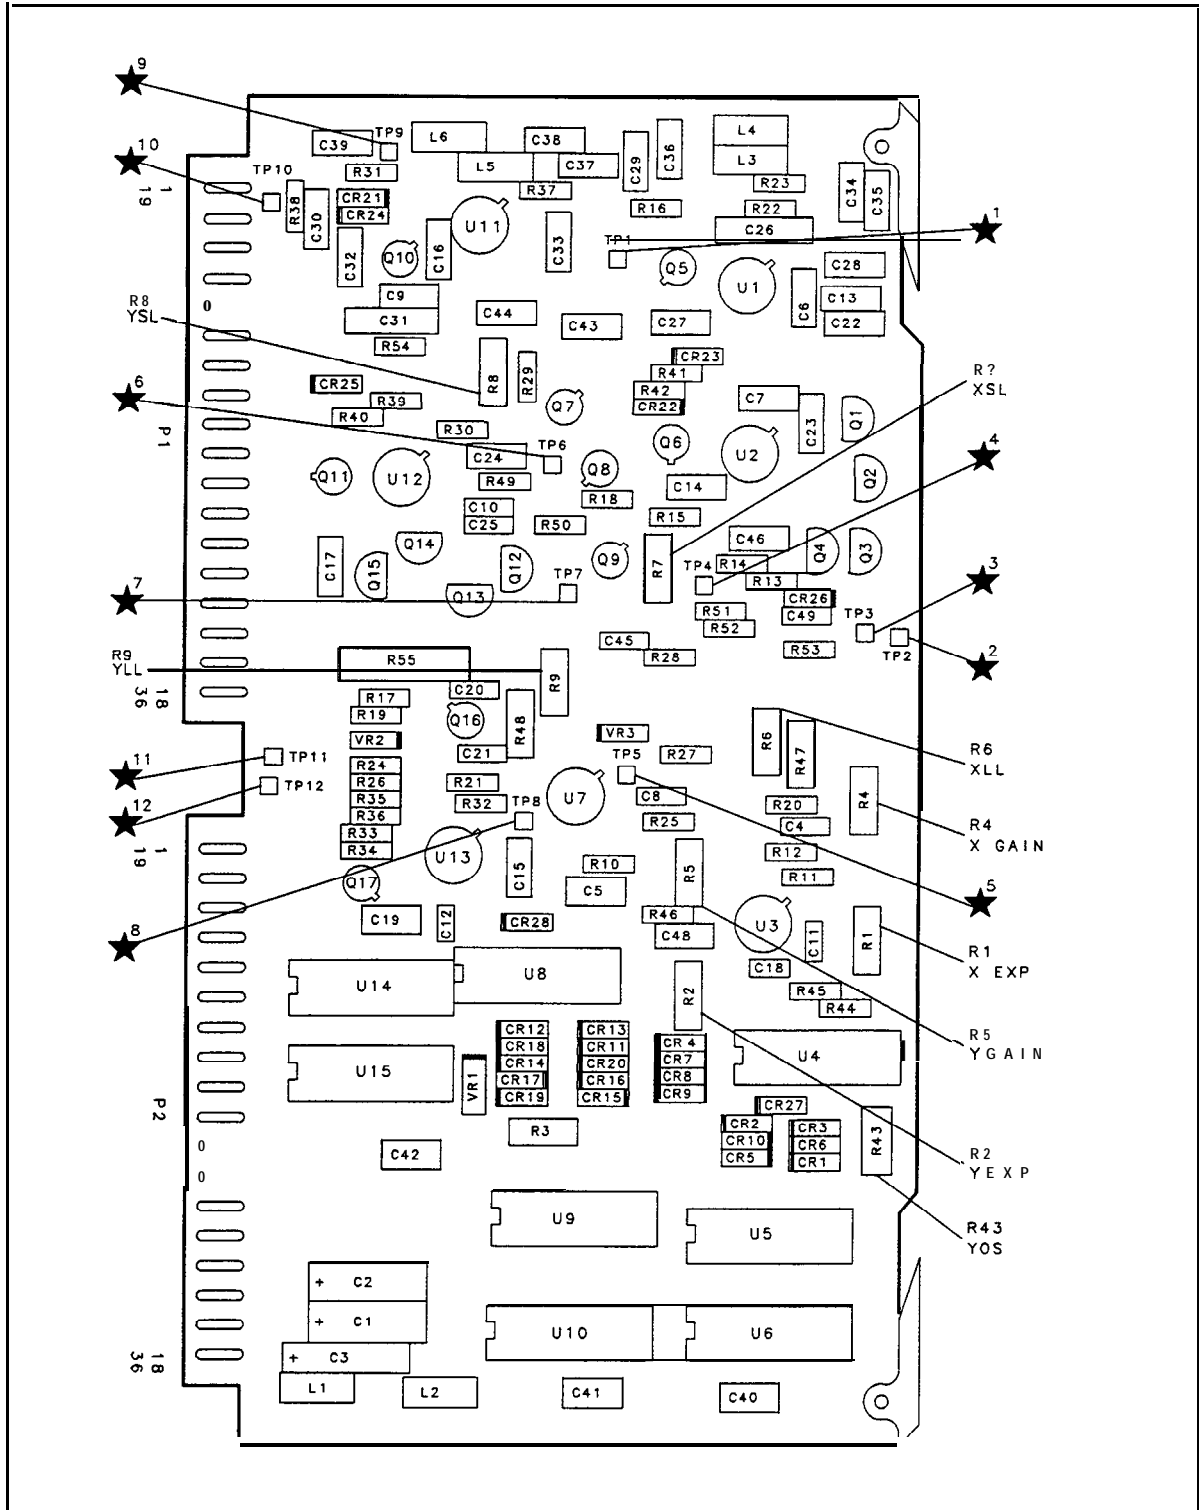 9
10
TP9
C39
L6
C38
L4
R31
L5
C37
C29
C36
L3
TP10
1
19
R38
C30
CR21
CR24
R37
R23
C34
C35
1
R16
R22
C26
U11
C32
Q10
C16
C33
TP1
Q5
U1
C28
C6
C13
C22
R8
YSL
0
C9
C31
C44
C43
C27
R54
CR23
R?
XSL
6
CR25
R8
R29
R41
R42
CR22
C7
C23
Q1
R39
R40
Q7
P1
R30
C24
TP6
Q6
U2
4
Q11
U12
R49
Q8
C14
Q2
R18
C10
C25
R50
R15
C46
C17
Q14
Q15
Q12
Q9
R7
TP4
R14
Q4
Q3
3
7
Q13
TP7
R13
CR26
R51
C49
TP3
R52
TP2
2
C45
R28
R53
R9
YLL
R55
R9
18
36
R17
C20
R19
Q16
R48
VR2
VR3
R6
R47
R6
XLL
11
TP11
C21
TP5
R27
R24
R26
R21
U7
TP12
R35
R32
TP8
C8
R20
R4
12
R36
R25
C4
R4
X GAIN
R33
1
19
R34
U13
C15
R10
R5
R12
R11
5
Q17
C5
8
C19
C12
CR28
R46
C48
U3
C11
R1
R1
X EXP
U14
U8
R2
C18
R45
R44
CR12
CR13
CR4
U4
R5
YGAIN
CR18
CR11
CR7
U15
VR1
CR14
CR20
CR8
CR17
CR16
CR9
CR19
CR15
P2
R3
CR27
CR2
CR3
R43
CR10
CR6
CR5
CR1
C42
R2
YEXP
0
0
U9
U5
R43
YOS
+ C2
+ C1
U10
U6
18
36
+ C3
L1
L2
C41
C40